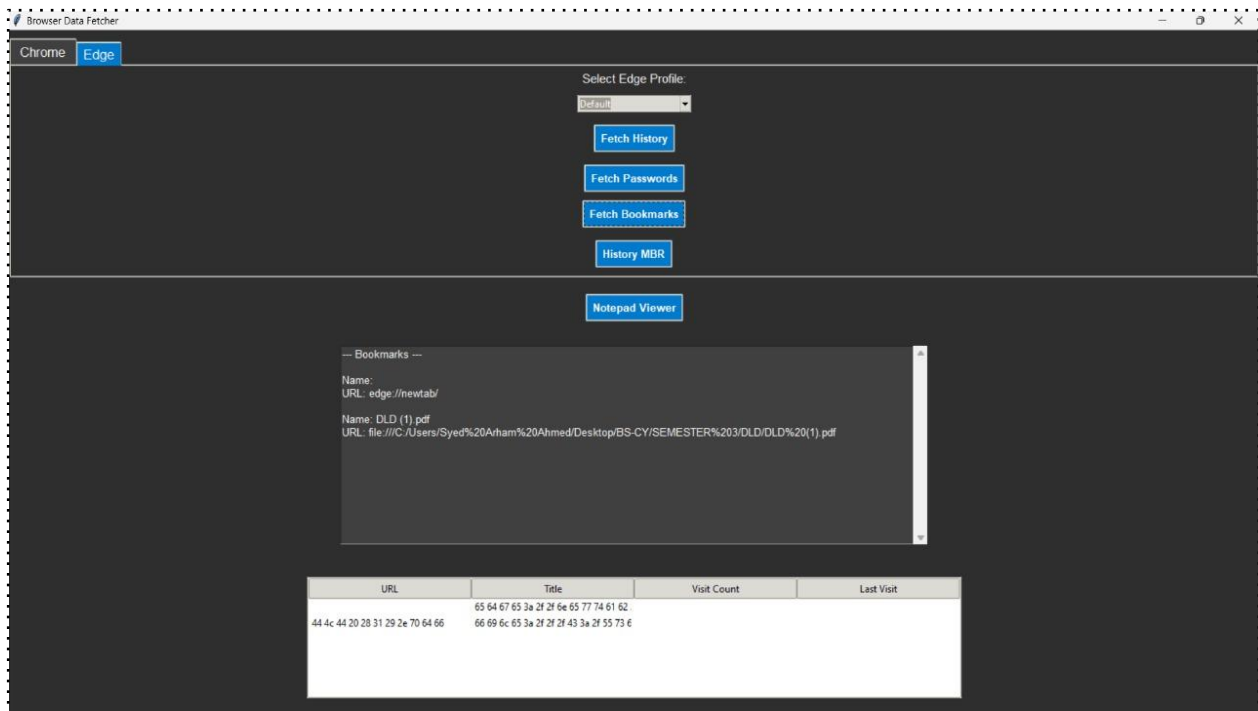 Browser Data Fetcher
Chrome Edge
Select Edge Profile:
Default
Fetch History
Fetch Passwords
Fetch Bookmarks
History MBR
Notepad Viewer
--- Bookmarks ---
Name:
URL: edge://newtab/
Name: DLD (1).pdf
URL: file:///C:/Users/Syed%20Arham%20Ahmed/Desktop/BS-CY/SEMESTER%203/DLD/DLD%20(1).pdf
URL Title Visit Count Last Visit
65 64 67 65 3a 2f 2f 6e 65 77 74 61 62
44 4c 44 20 28 31 29 2e 70 64 66 66 69 6c 65 3a 2f 2f 2f 43 3a 2f 55 73 6